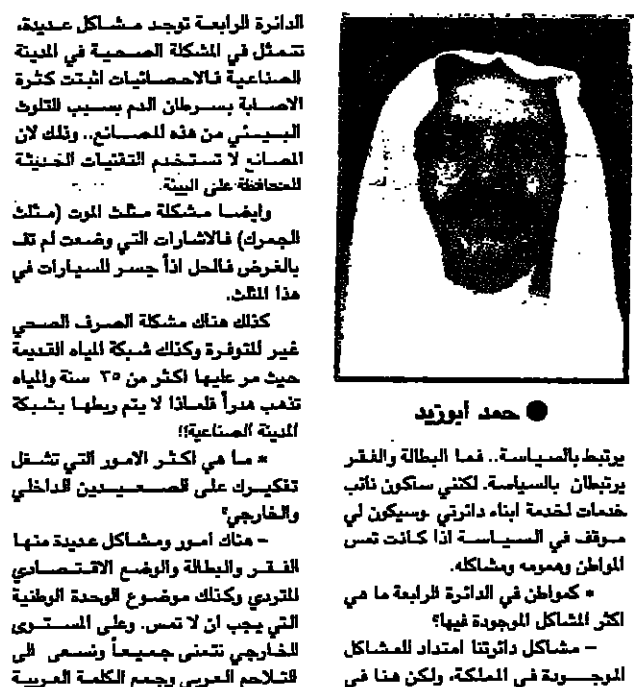 ● حمد ابوزيد
يرتبط بالسياسة.. فما البطالة والفقر
يرتبطان بالسياسة. لكنني سأكون نائب
خدمات لخدمة ابناء دائرتي وسيكون لي
موقف في السياسة اذا كانت تمس
المواطن وهمومه ومشاكله.
* كمواطن في الدائرة الرابعة ما هي
اكثر المشاكل الموجودة فيها؟
– مشاكل دائرتنا امتداد للمشاكل
الموجودة في المملكة، ولكن هنا في
الدائرة الرابعة توجد مشاكل عديدة،
تتمثل في المشكلة الصحية في المدينة
الصناعية فالاحصائيات اثبتت كثرة
الاصابة بسرطان الدم بسبب التلوث
البيئي من هذه المصانع.. وذلك لان
المصانع لا تستخدم التقنيات الحديثة
للمحافظة على البيئة.
وايضا مشكلة مثلث الموت (مثلث
الجمرك) فالاشارات التي وضعت لم تف
بالغرض فالحل اذاً جسر للسيارات في
هذا المثلث.
كذلك هناك مشكلة الصرف الصحي
غير المتوفرة وكذلك شبكة المياه القديمة
حيث مر عليها اكثر من ٢٥ سنة والمياه
تذهب هدراً فلماذا لا يتم ربطها بشبكة
المدينة الصناعية!!
* ما هي اكثر الامور التي تشغل
تفكيرك على الصعيدين الداخلي
والخارجي؟
– هناك امور ومشاكل عديدة منها
الفقر والبطالة والوضع الاقتصادي
المتردي وكذلك موضوع الوحدة الوطنية
التي يجب ان لا تمس. وعلى المستوى
الخارجي نتمنى جميعاً ونسعى الى
التلاحم العربي وجمع الكلمة العربية